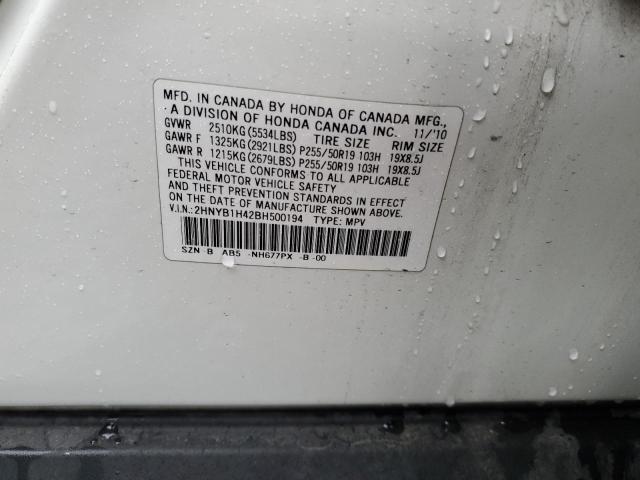 MFD. IN CANADA BY HONDA OF CANADA MFG.,
A DIVISION OF HONDA CANADA INC. 11/'10
GVWR 2510KG(5534LBS) TIRE SIZE RIM SIZE
GAWR F 1325KG(2921LBS) P255/50R19 103H 19X8.5J
GAWR R 1215KG(2679LBS) P255/50R19 103H 19X8.5J
THIS VEHICLE CONFORMS TO ALL APPLICABLE
FEDERAL MOTOR VEHICLE SAFETY
AND THEFT PREVENTION STANDARDS IN EFFECT
ON THE DATE OF MANUFACTURE SHOWN ABOVE.
V.I.N.:2HNYB1H42BH500194 TYPE: MPV
SZN B AB5 -NH677PX -B -00